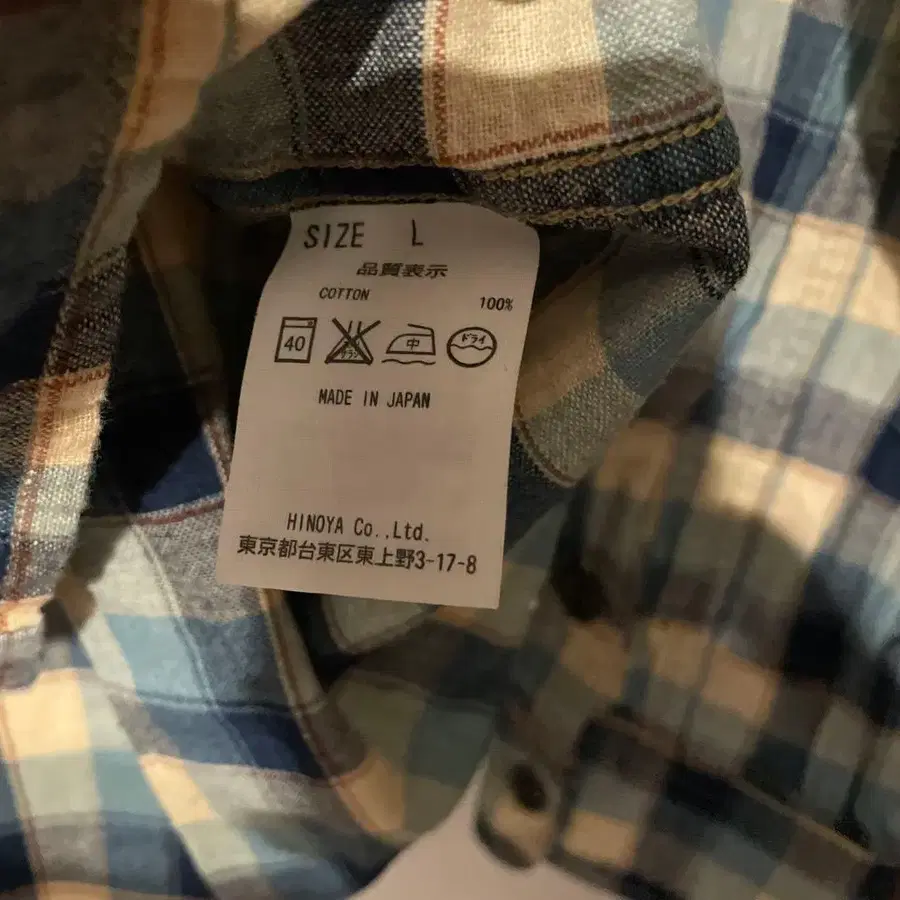 SIZE L
品質表示
COTTON 100%
40 中 ドライ
MADE IN JAPAN
HINOYA Co.,Ltd.
東京都台東区東上野3-17-8